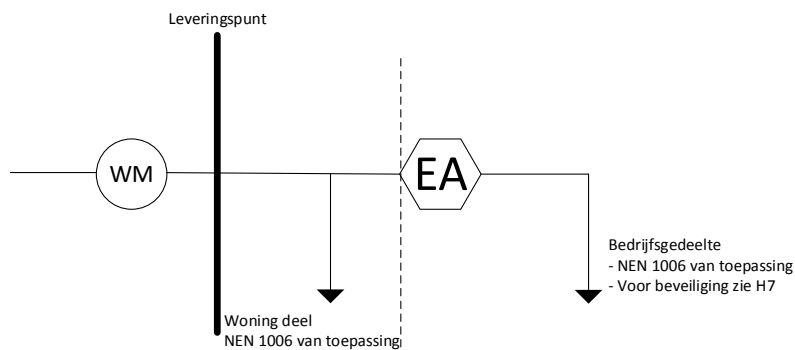 Leveringspunt
WM
EA
Bedrijfsgedeelte
- NEN 1006 van toepassing
- Voor beveiliging zie H7
Woning deel
NEN 1006 van toepassing